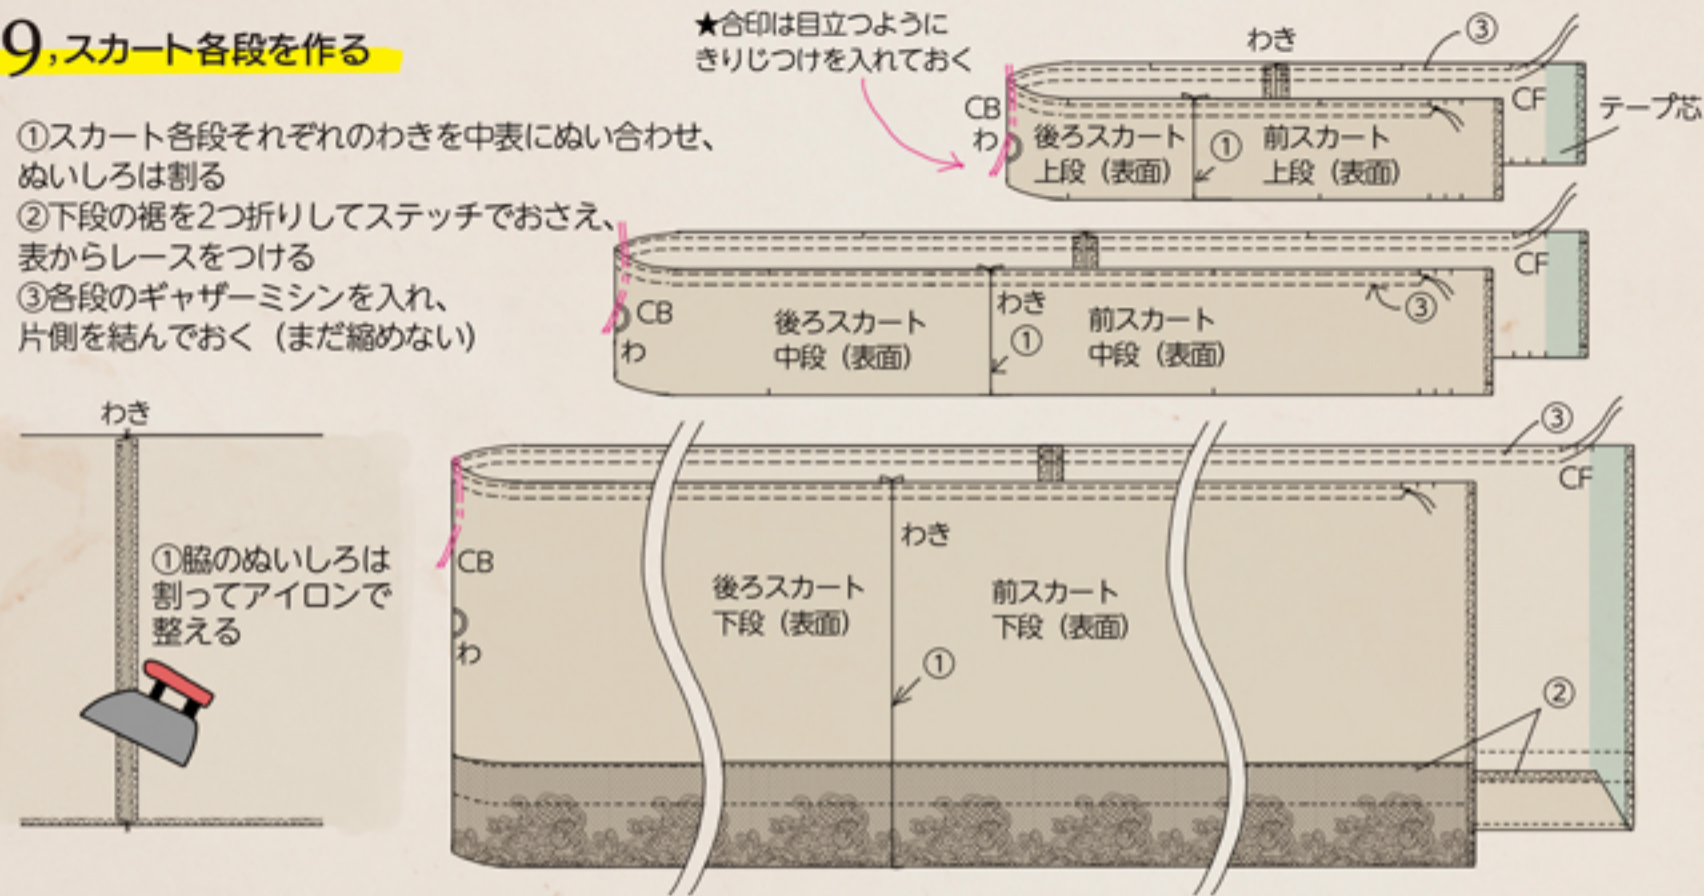 9,スカート各段を作る
①スカート各段それぞれのわきを中表にぬい合わせ、
ぬいしろは割る
②下段の裾を2つ折りしてステッチでおさえ、
表からレースをつける
③各段のギャザーミシンを入れ、
片側を結んでおく（まだ縮めない）
★合印は目立つように
きりじつけを入れておく
わき
③
CF
テープ芯
CB
わ
後ろスカート
上段（表面）
①
前スカート
上段（表面）
CF
CB
わ
後ろスカート
中段（表面）
わき
①
前スカート
中段（表面）
③
わき
①脇のぬいしろは
割ってアイロンで
整える
③
CF
CB
わ
わき
後ろスカート
下段（表面）
前スカート
下段（表面）
①
②